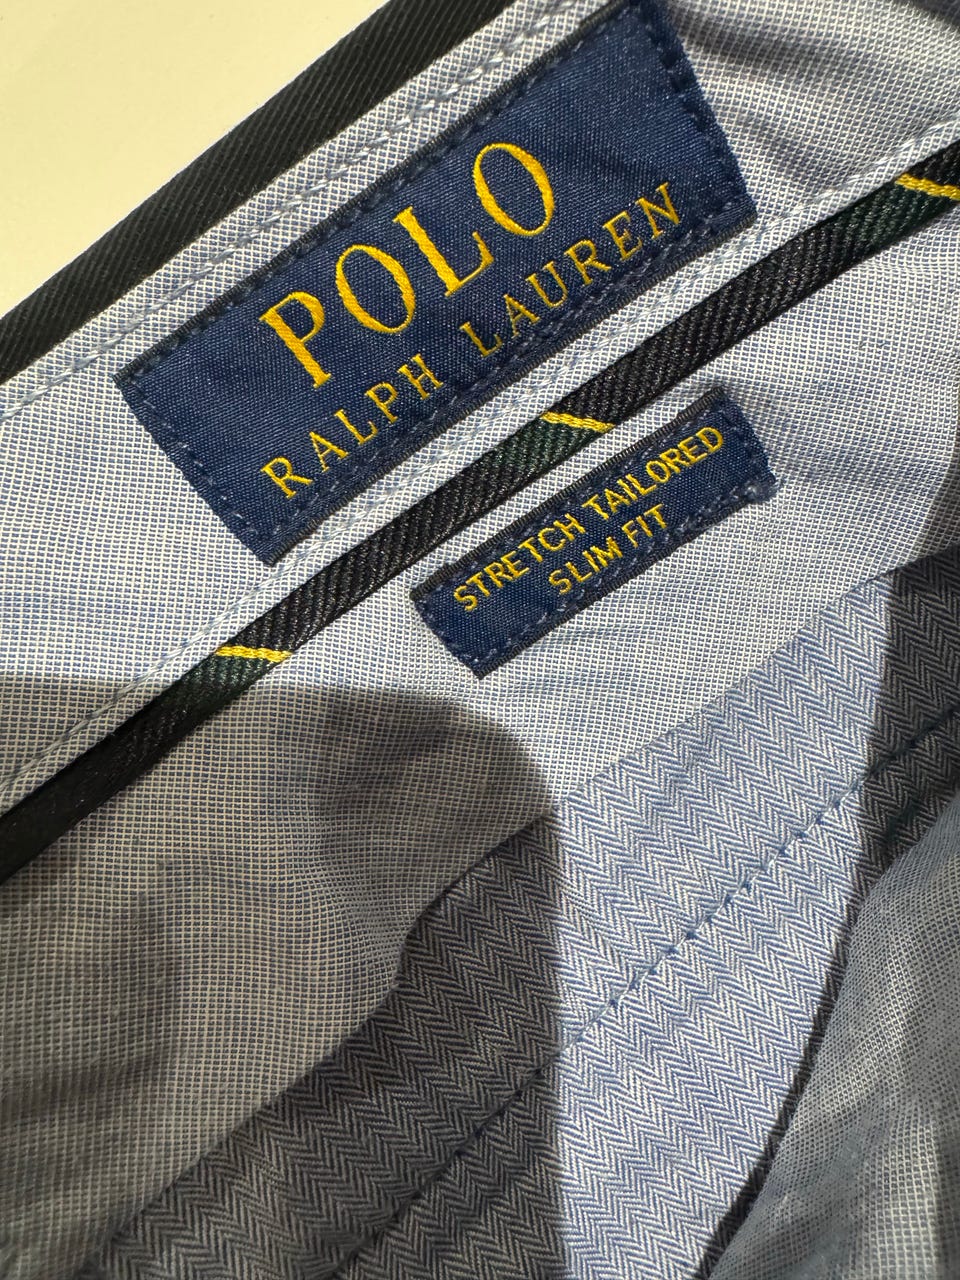 POLO
RALPH LAUREN
STRETCH TAILORED
SLIM FIT